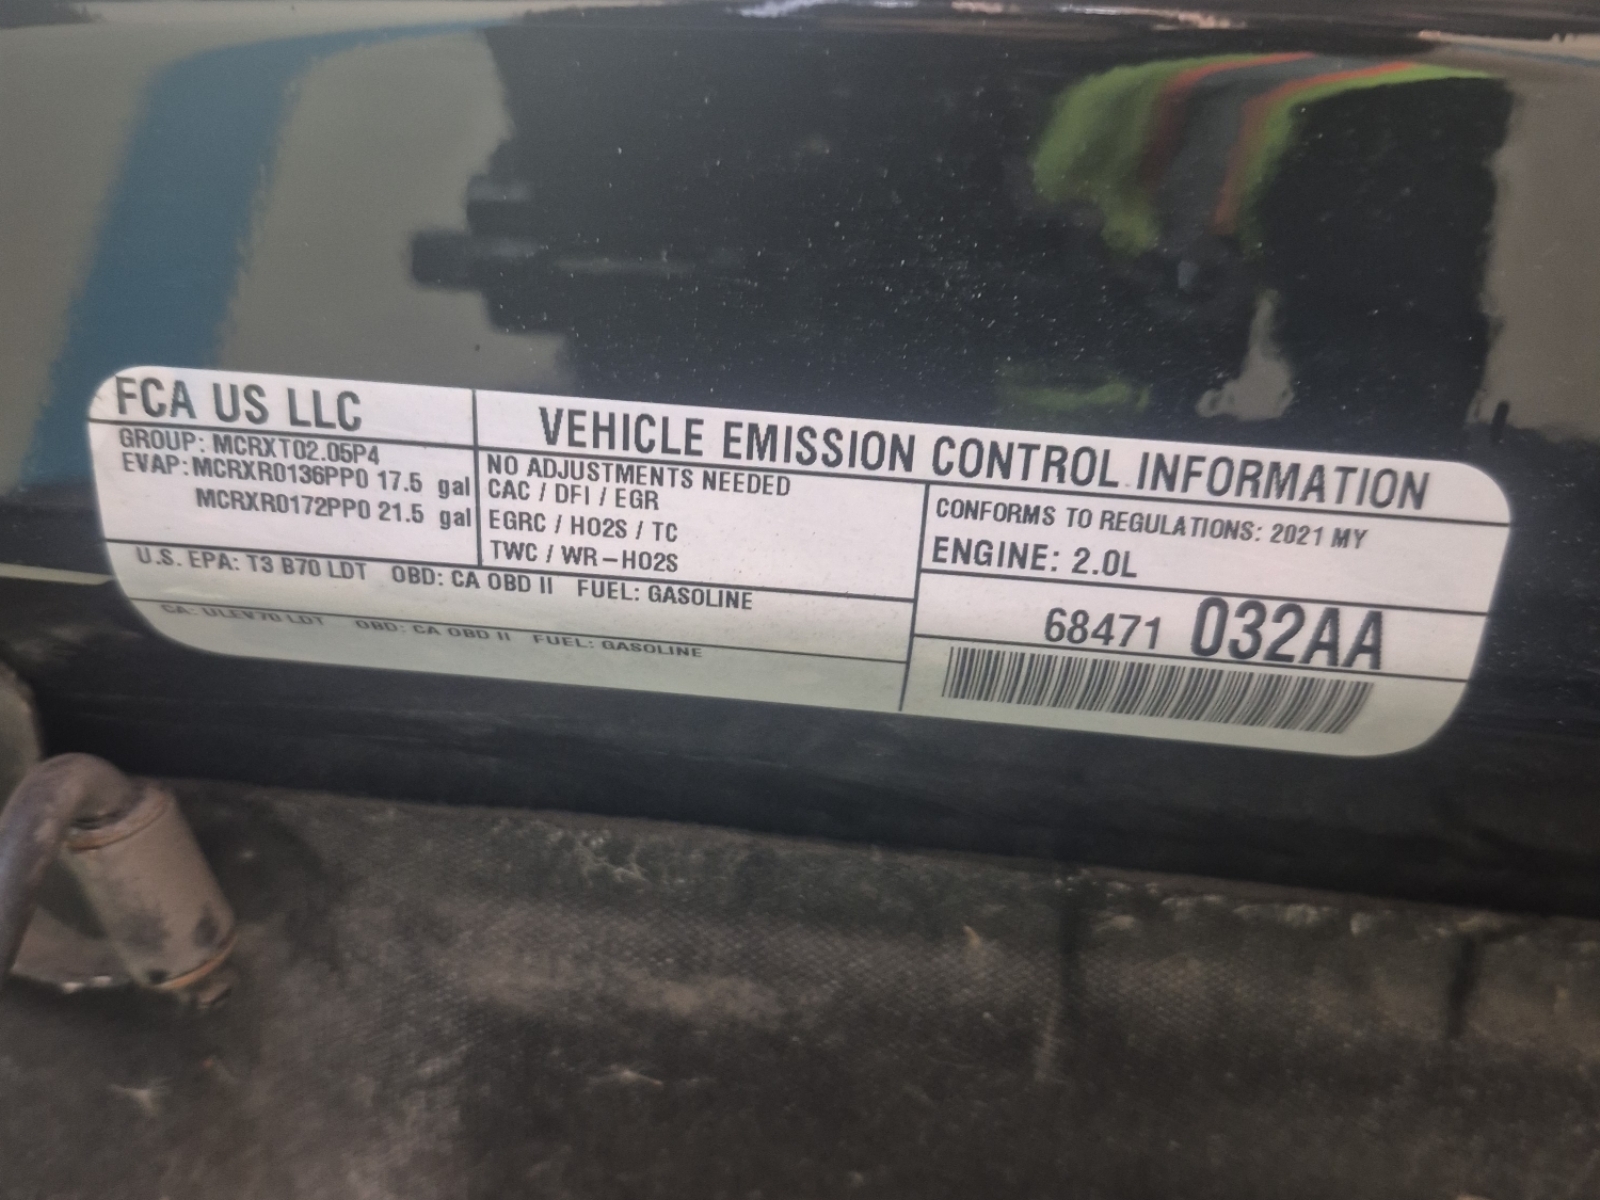 FCA US LLC
VEHICLE EMISSION CONTROL INFORMATION
GROUP: MCRXT02.05P4
EVAP: MCRXR0136PP0 17.5 gal
MCRXR0172PP0 21.5 gal
NO ADJUSTMENTS NEEDED
CAC / DFI / EGR
EGRC / HO2S / TC
TWC / WR-HO2S
CONFORMS TO REGULATIONS: 2021 MY
ENGINE: 2.0L
U.S. EPA: T3 B70 LDT OBD: CA OBD II FUEL: GASOLINE
CA: ULEV70 LDT OBD: CA OBD II FUEL: GASOLINE
68471 032AA